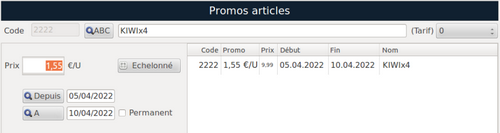 Promos articles
Code 2222 ABC KIWIx4 (Tarif) 0
Code Promo Prix Début Fin Nom
2222 1,55 €/U 9,99 05.04.2022 10.04.2022 KIWIx4
Prix 1,55 €/U Echelonné
Depuis 05/04/2022
A 10/04/2022 Permanent